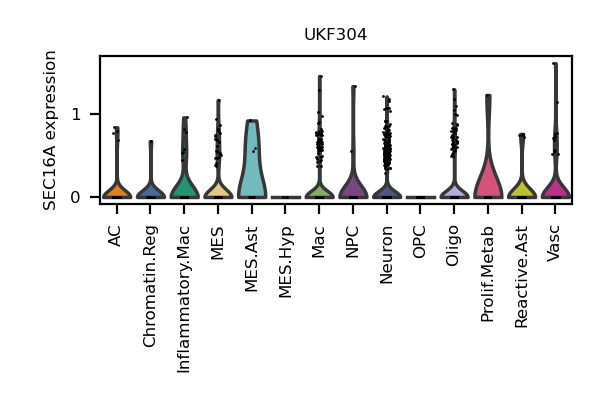 UKF304
SEC16A expression
1
0
AC
Chromatin.Reg
Inflammatory.Mac
MES
MES.Ast
MES.Hyp
Mac
NPC
Neuron
OPC
Oligo
Prolif.Metab
Reactive.Ast
Vasc